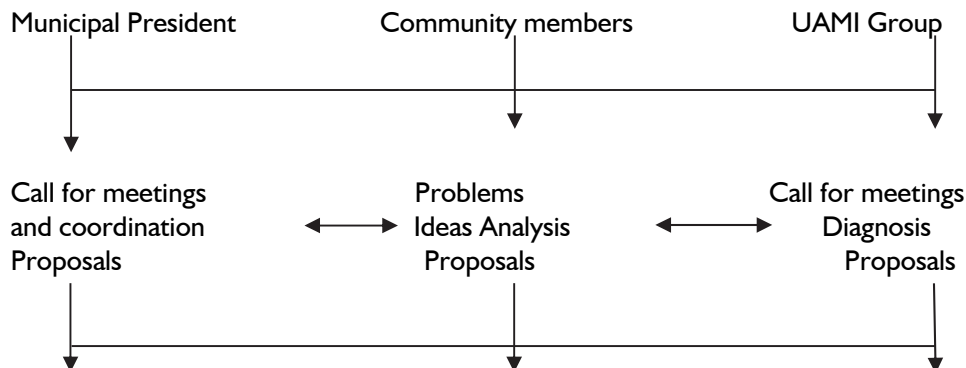 Municipal President
Community members
UAMI Group
Call for meetings
and coordination
Proposals
Problems
Ideas Analysis
Proposals
Call for meetings
Diagnosis
Proposals